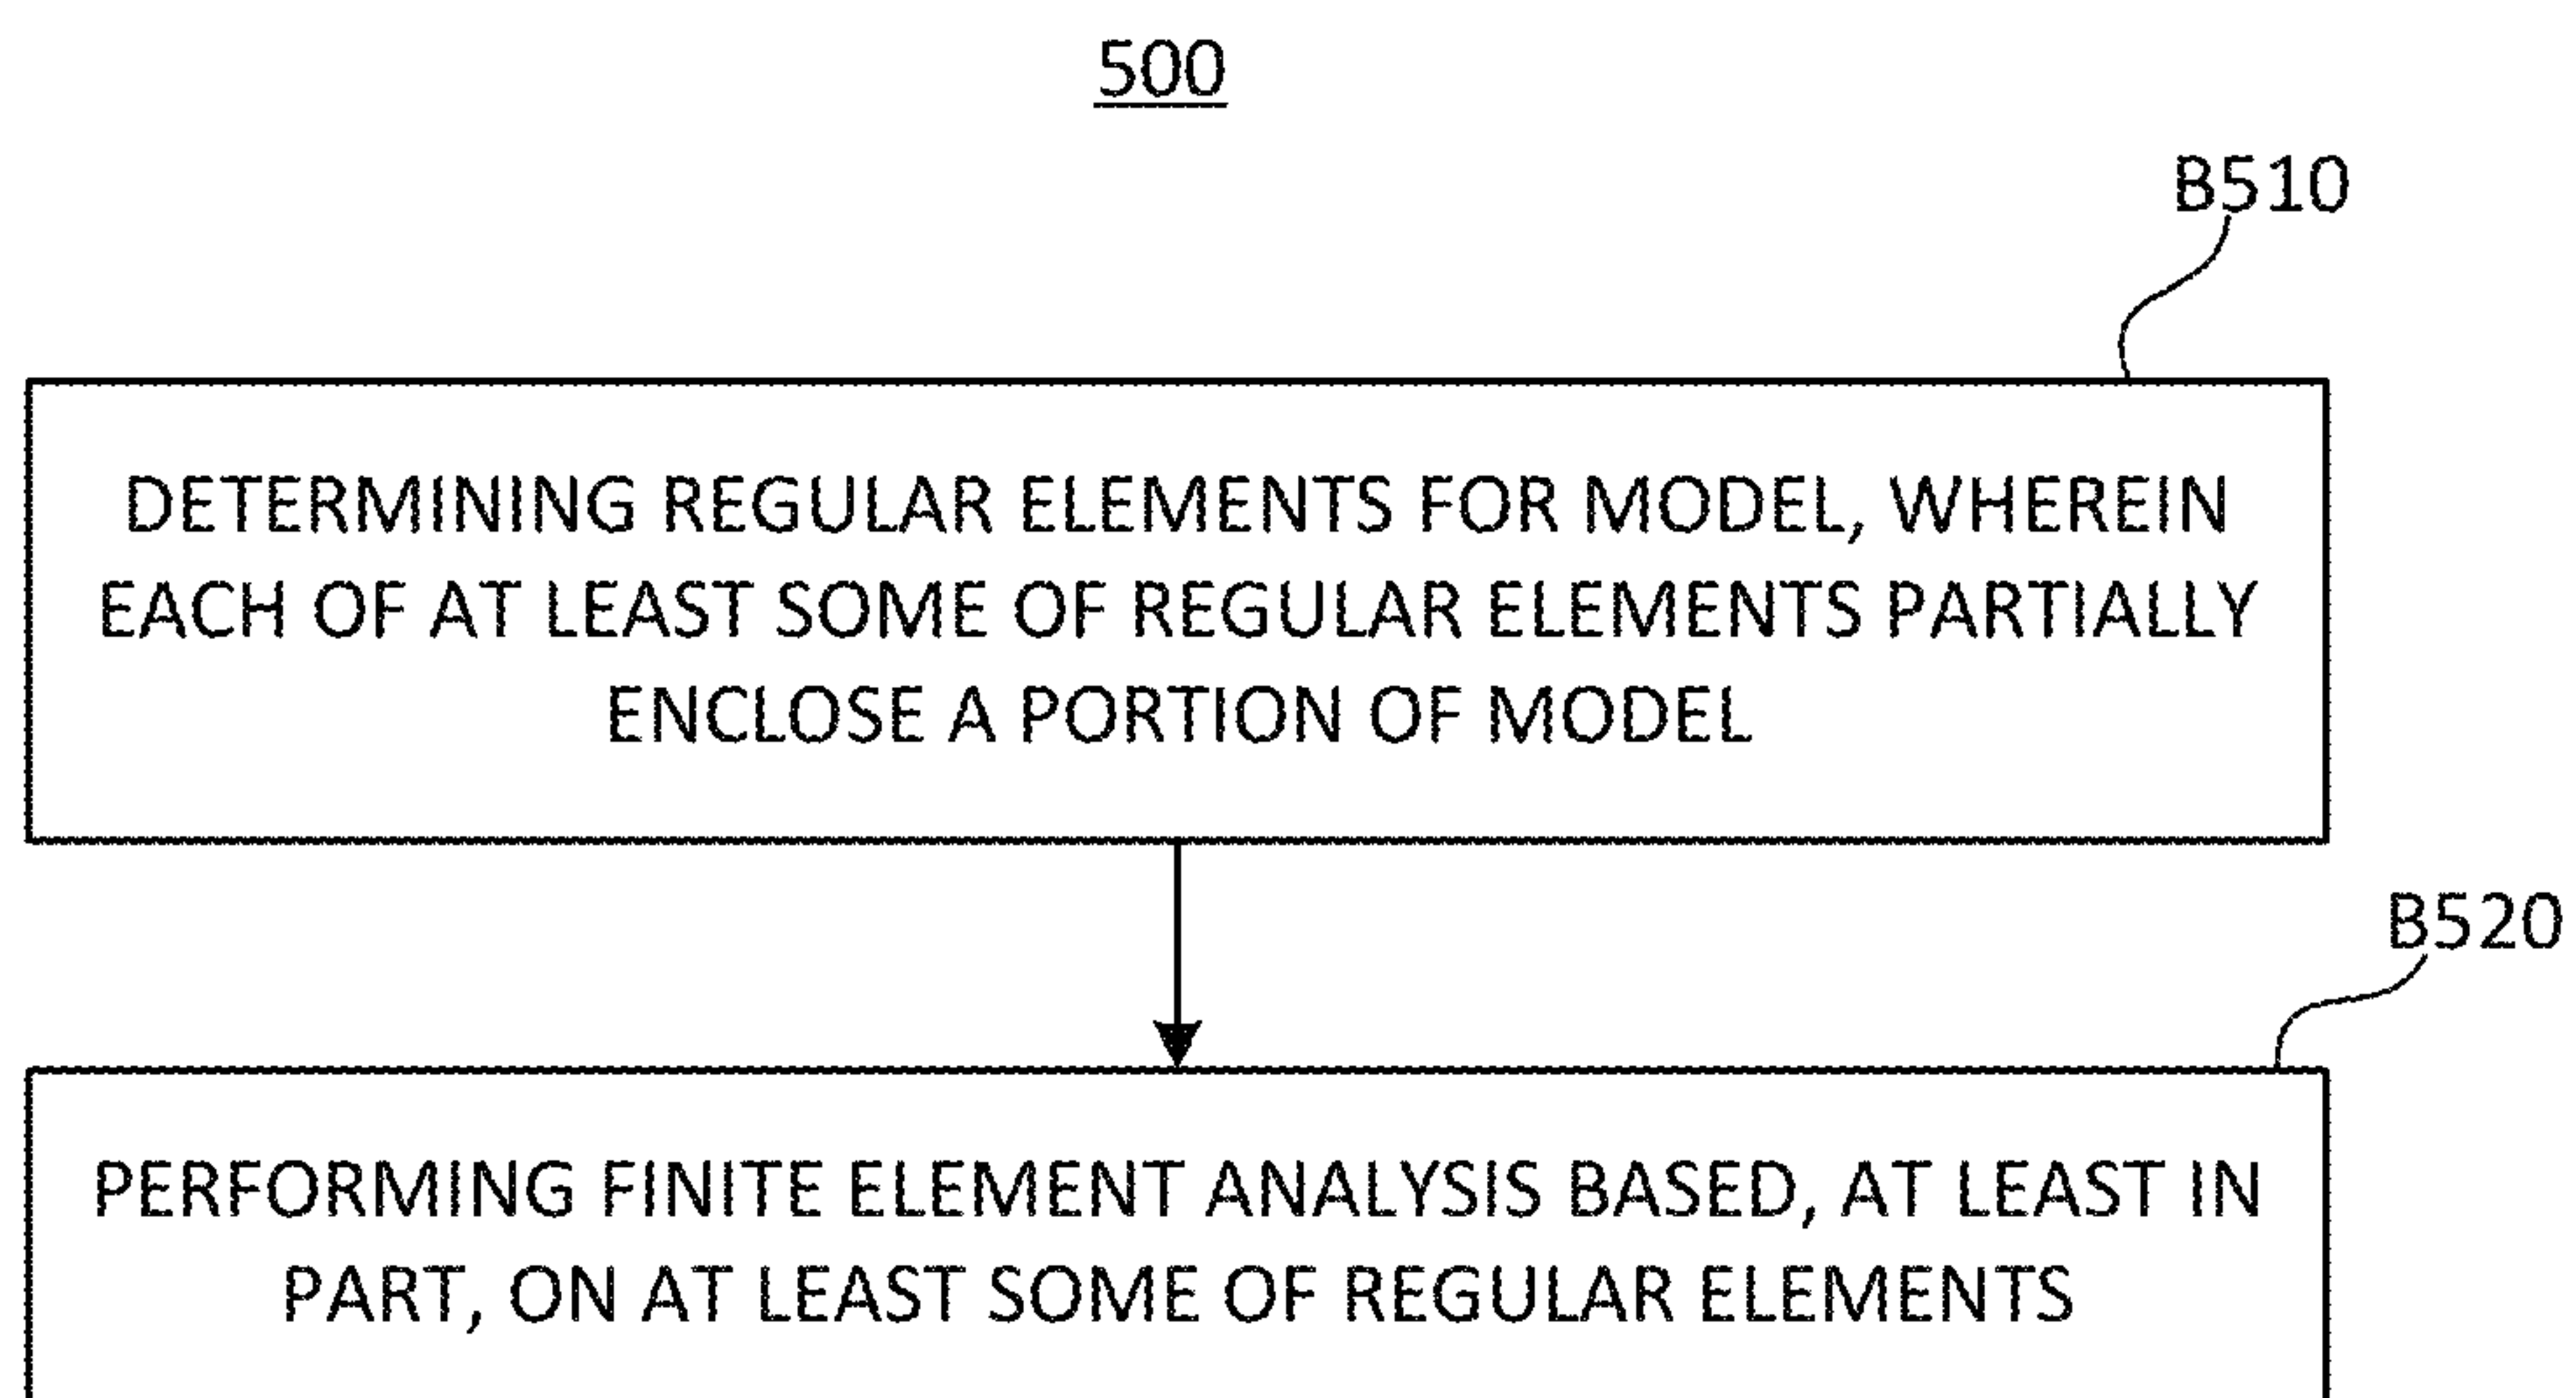 500
B510
DETERMINING REGULAR ELEMENTS FOR MODEL, WHEREIN
EACH OF AT LEAST SOME OF REGULAR ELEMENTS PARTIALLY
ENCLOSE A PORTION OF MODEL
B520
PERFORMING FINITE ELEMENT ANALYSIS BASED, AT LEAST IN
PART, ON AT LEAST SOME OF REGULAR ELEMENTS